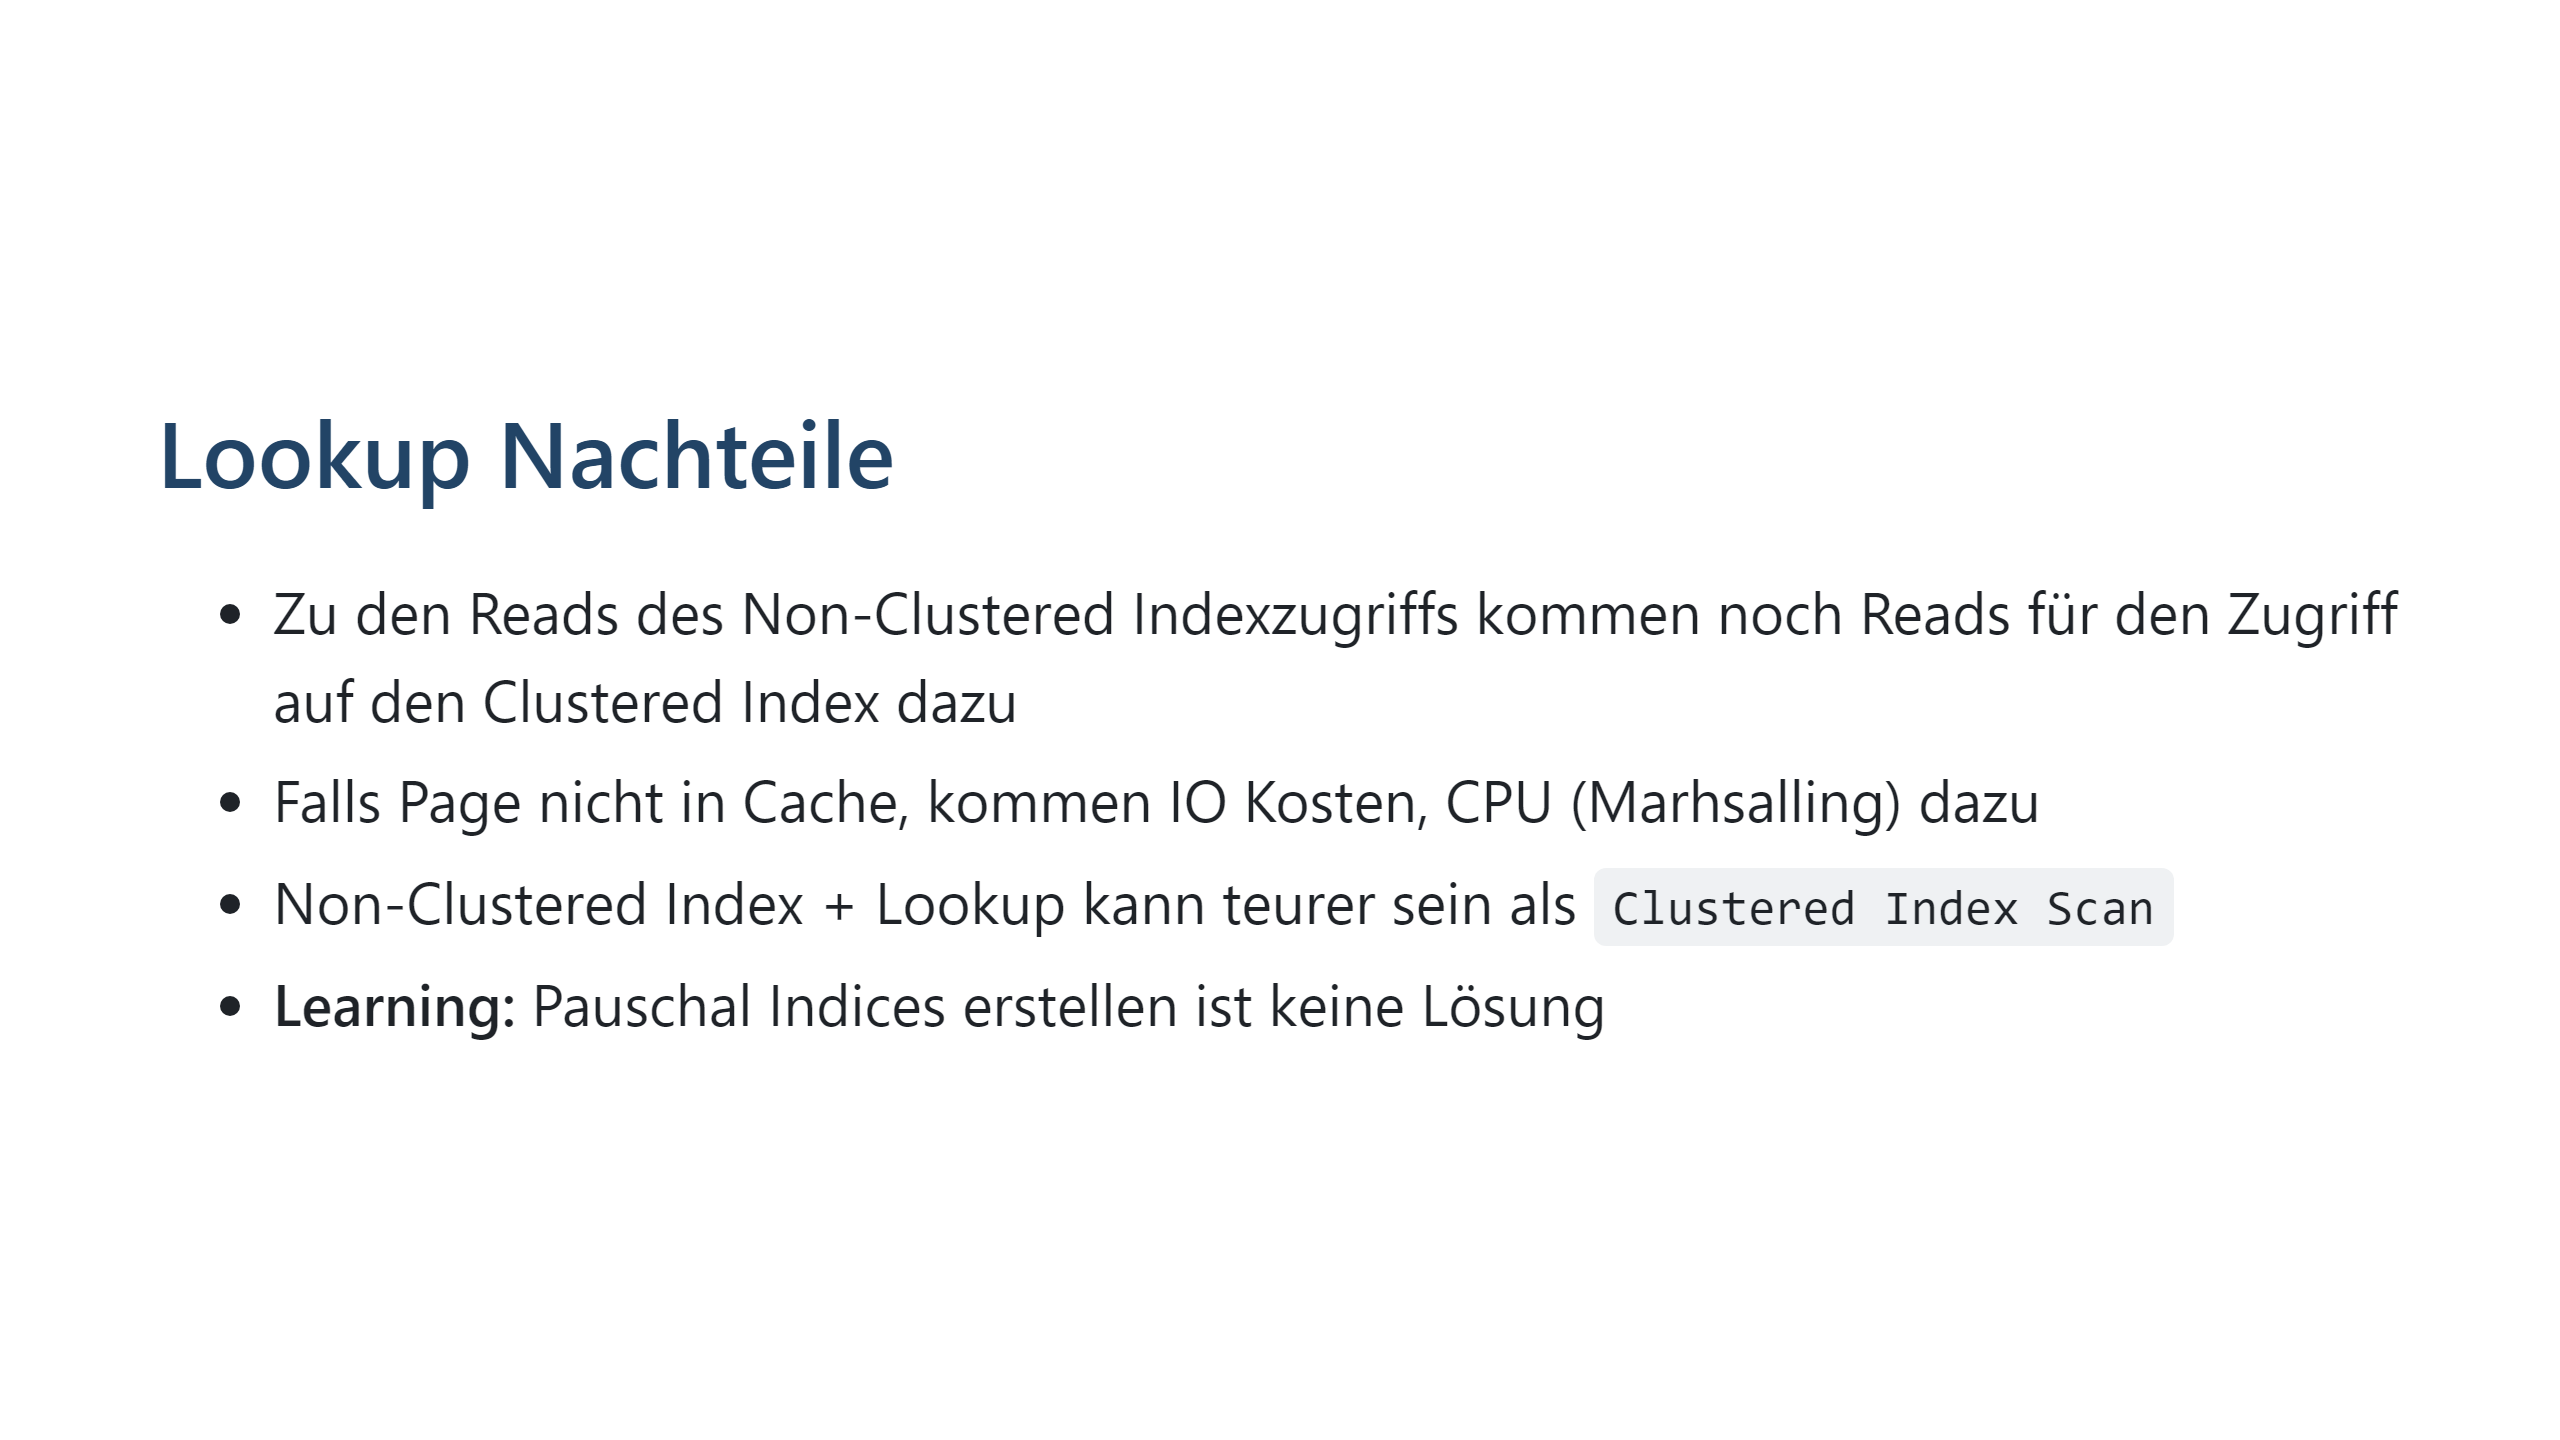 Lookup Nachteile
• Zu den Reads des Non-Clustered Indexzugriffs kommen noch Reads für den Zugriff
auf den Clustered Index dazu
• Falls Page nicht in Cache, kommen IO Kosten, CPU (Marhsalling) dazu
• Non-Clustered Index + Lookup kann teurer sein als Clustered Index Scan
• Learning: Pauschal Indices erstellen ist keine Lösung